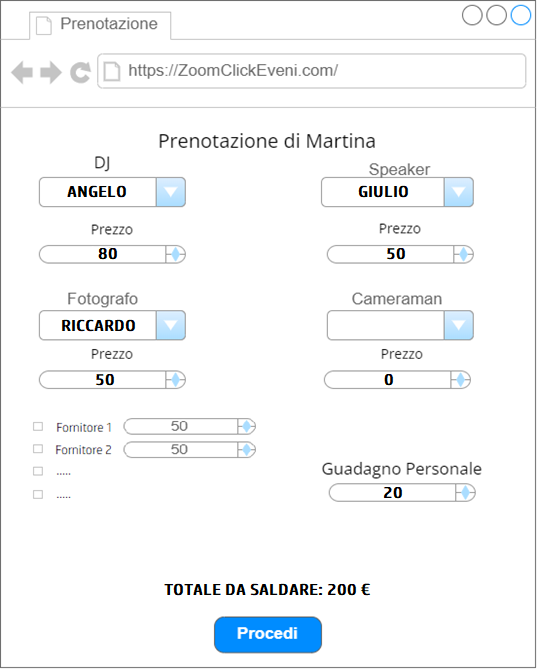 Prenotazione
https://ZoomClickEveni.com/
Prenotazione di Martina
DJ
Speaker
ANGELO
GIULIO
Prezzo
Prezzo
80
50
Fotografo
Cameraman
RICCARDO
Prezzo
Prezzo
50
0
Fornitore 1
50
Fornitore 2
50
.....
.....
Guadagno Personale
20
TOTALE DA SALDARE: 200 €
Procedi